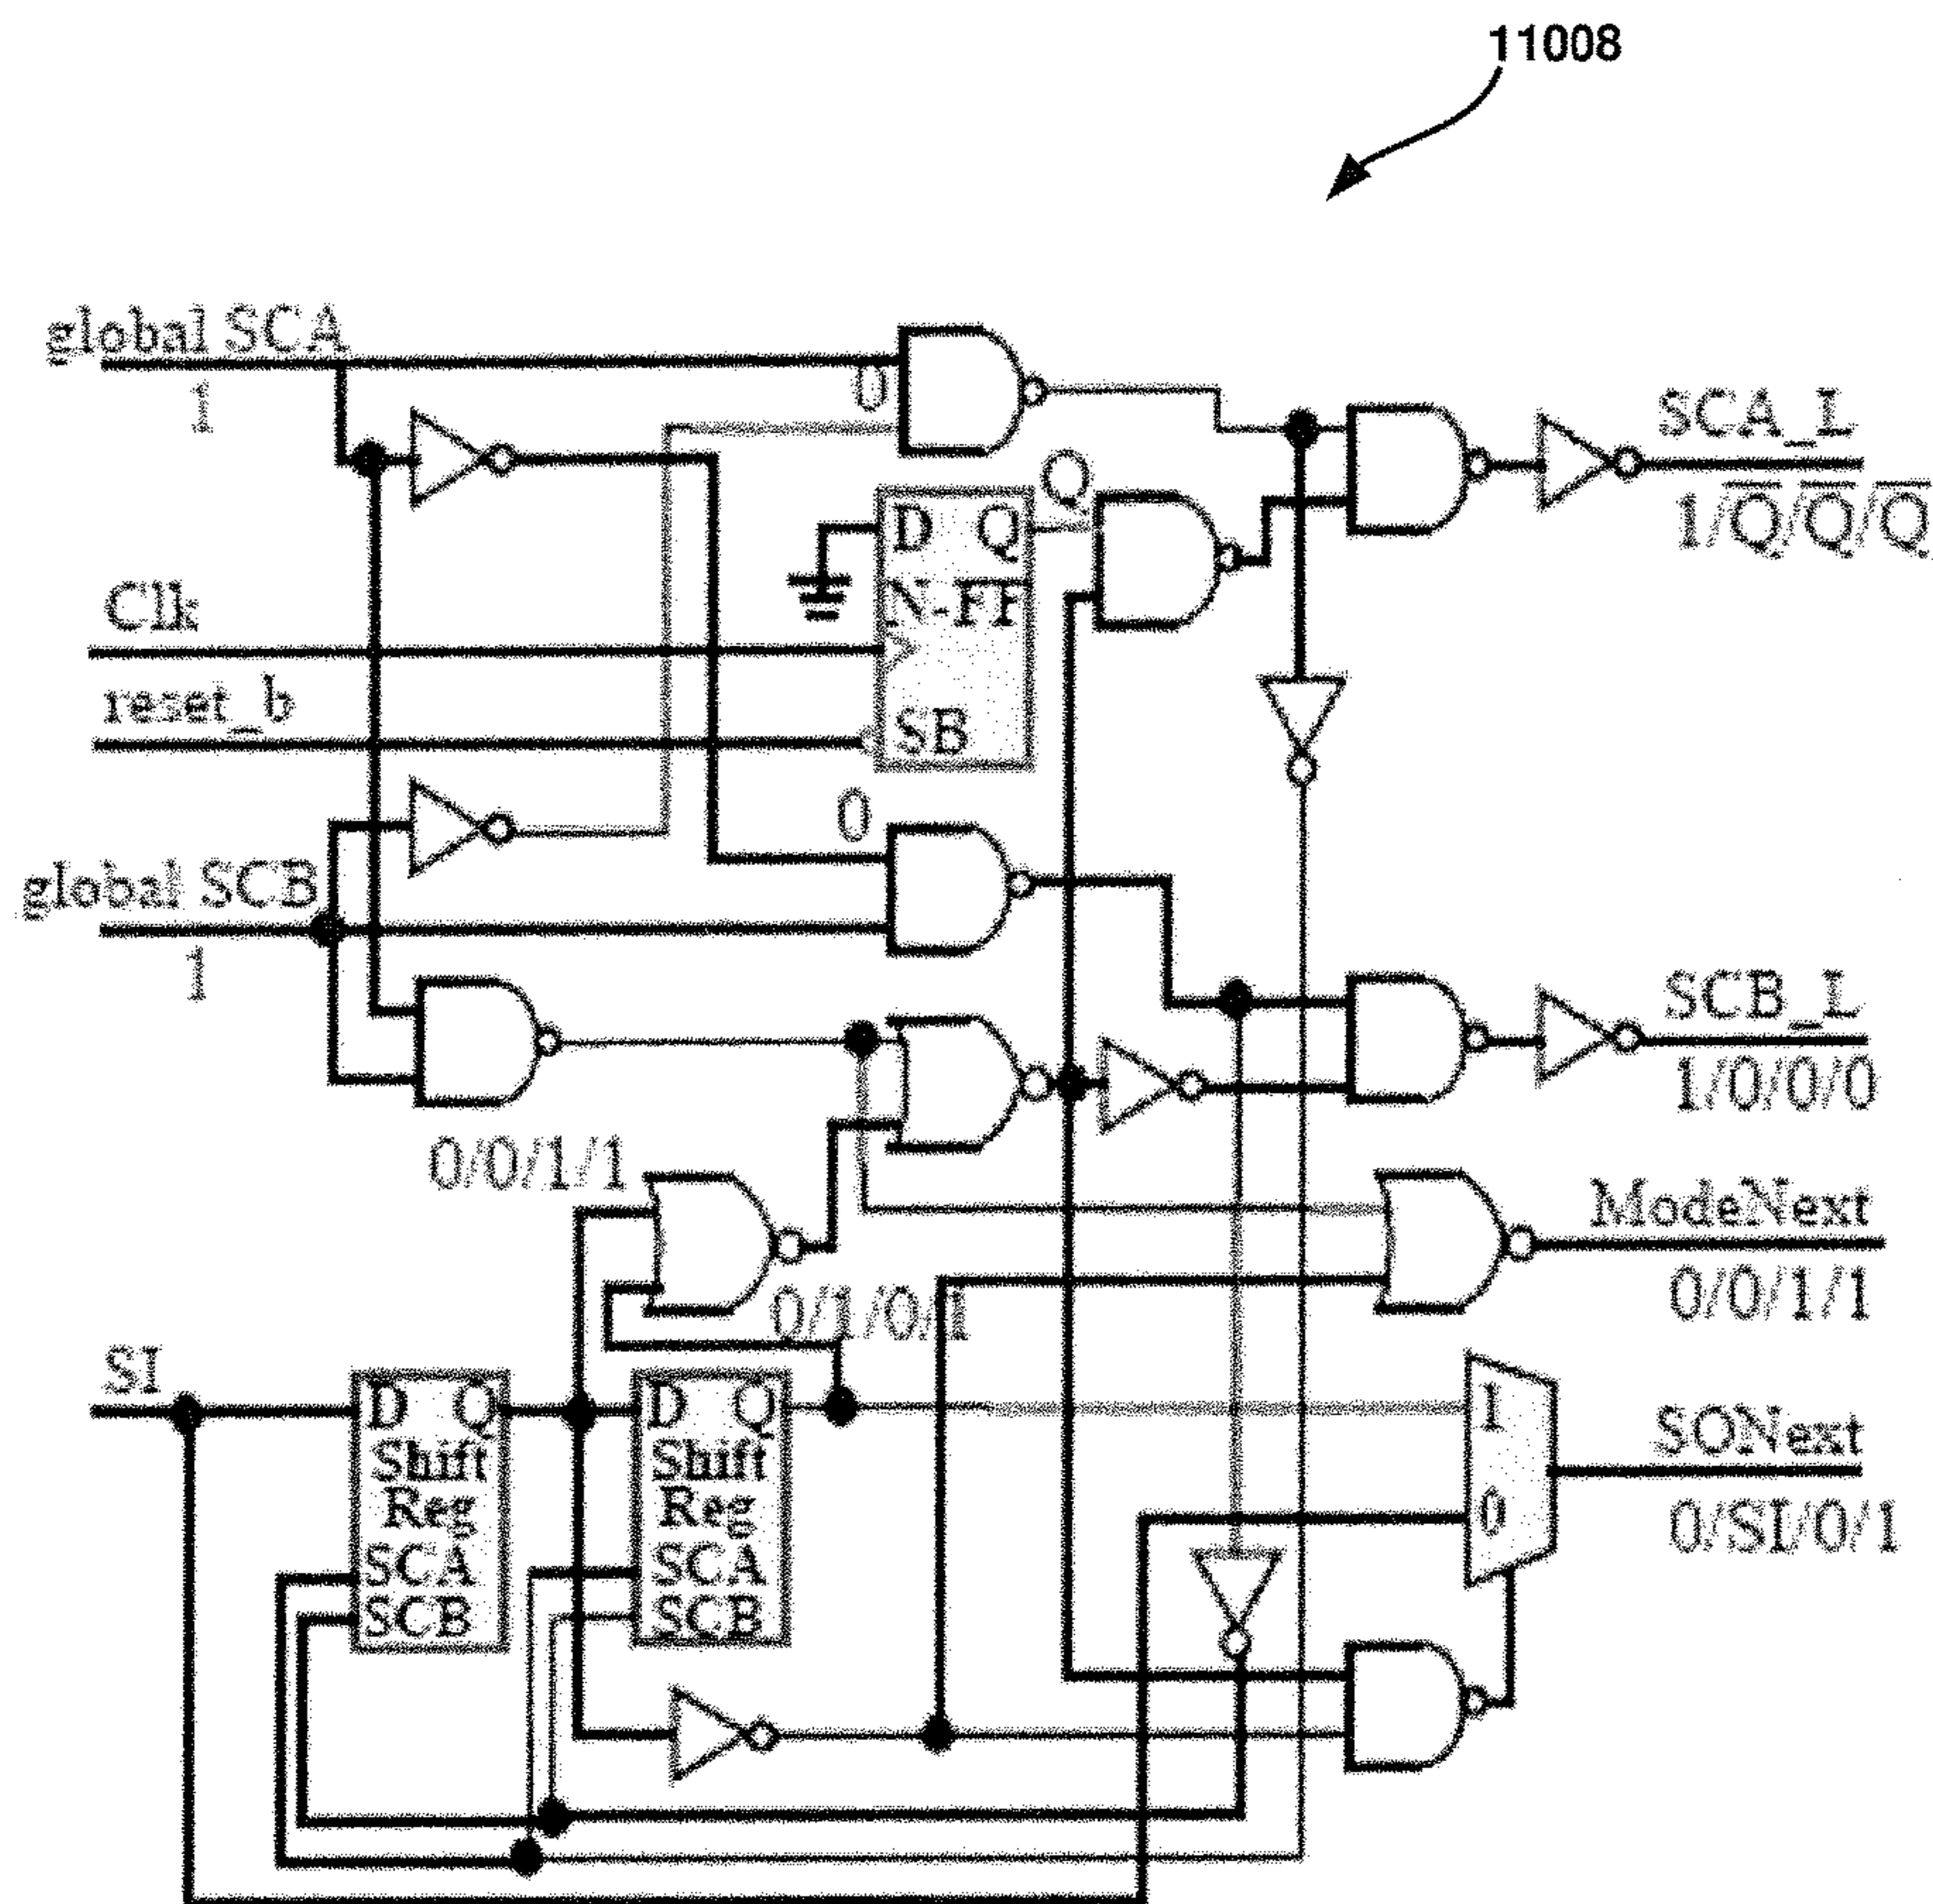 11008
global SCA
1
0
SCA_L
1/Q̅/Q̅/Q̅
Q
D Q
N-FF
SB
Clk
reset_b
0
global SCB
1
SCB_L
1/0/0/0
0/0/1/1
ModeNext
0/0/1/1
0/1/0/1
SI
D Q
Shift
Reg
SCA
SCB
D Q
Shift
Reg
SCA
SCB
1
0
SONext
0/SI/0/1